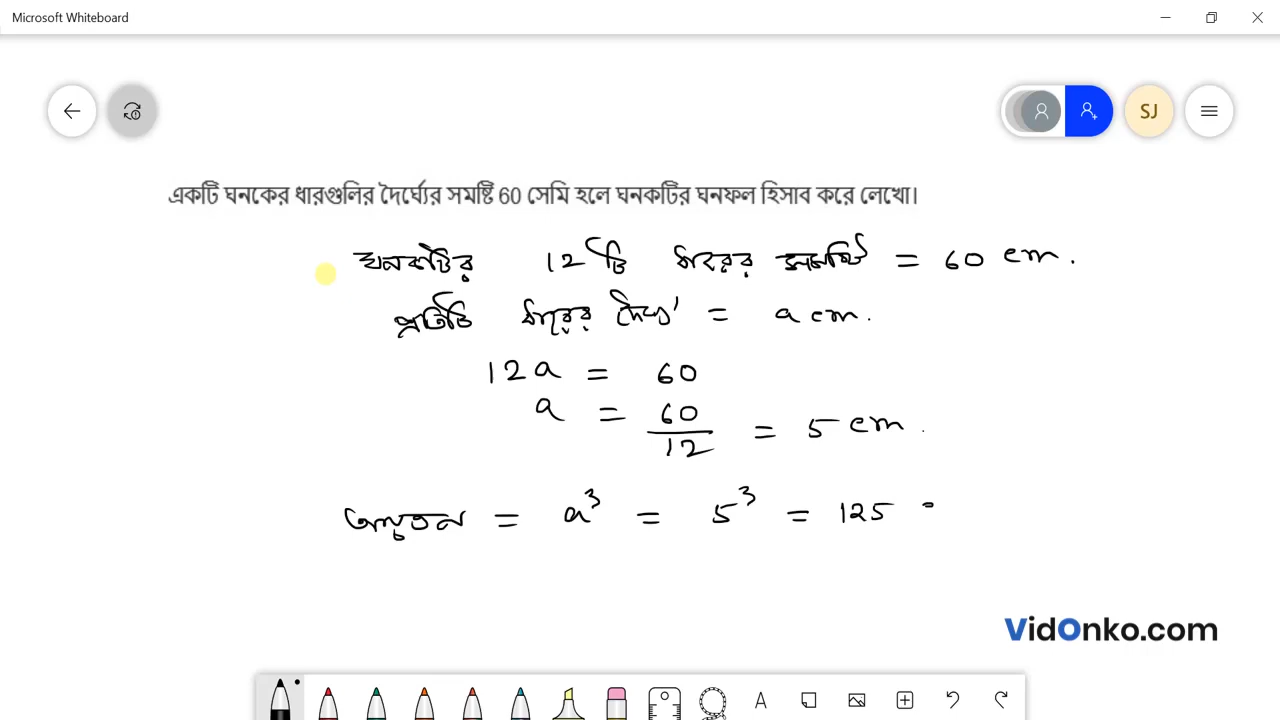 Microsoft Whiteboard
SJ
একটি ঘনকের ধারগুলির দৈর্ঘ্যের সমষ্টি 60 সেমি হলে ঘনকটির ঘনফল হিসাব করে লেখো।
ঘনকটির 12 টি ধারের সমষ্টি = 60 cm.
প্রতিটি ধারের দৈর্ঘ্য = a cm.
12a = 60
a = 60/12 = 5 cm.
আয়তন = a³ = 5³ = 125
VidOnko.com
A